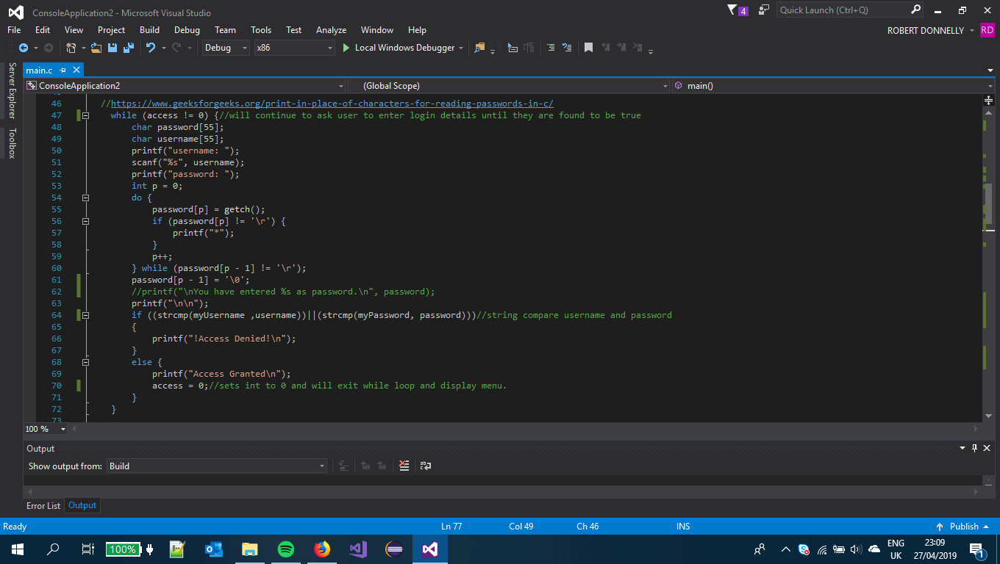 ConsoleApplication2 - Microsoft Visual Studio
4
Quick Launch (Ctrl+Q)
File Edit View Project Build Debug Team Tools Test Analyze Window Help
ROBERT DONNELLY RD
Debug x86 Local Windows Debugger
Server Explorer
Toolbox
main.c
ConsoleApplication2 (Global Scope) main()
46 //https://www.geeksforgeeks.org/print-in-place-of-characters-for-reading-passwords-in-c/
47 while (access != 0) {//will continue to ask user to enter login details until they are found to be true
48 char password[55];
49 char username[55];
50 printf("username: ");
51 scanf("%s", username);
52 printf("password: ");
53 int p = 0;
54 do {
55 password[p] = getch();
56 if (password[p] != '\r') {
57 printf("*");
58 }
59 p++;
60 } while (password[p - 1] != '\r');
61 password[p - 1] = '\0';
62 //printf("\nYou have entered %s as password.\n", password);
63 printf("\n\n");
64 if ((strcmp(myUsername ,username))||(strcmp(myPassword, password)))//string compare username and password
65 {
66 printf("!Access Denied!\n");
67 }
68 else {
69 printf("Access Granted\n");
70 access = 0;//sets int to 0 and will exit while loop and display menu.
71 }
72 }
73
100 %
Output
Show output from: Build
Error List Output
Ready Ln 77 Col 49 Ch 46 INS Publish
100%
ENG
UK
23:09
27/04/2019
1